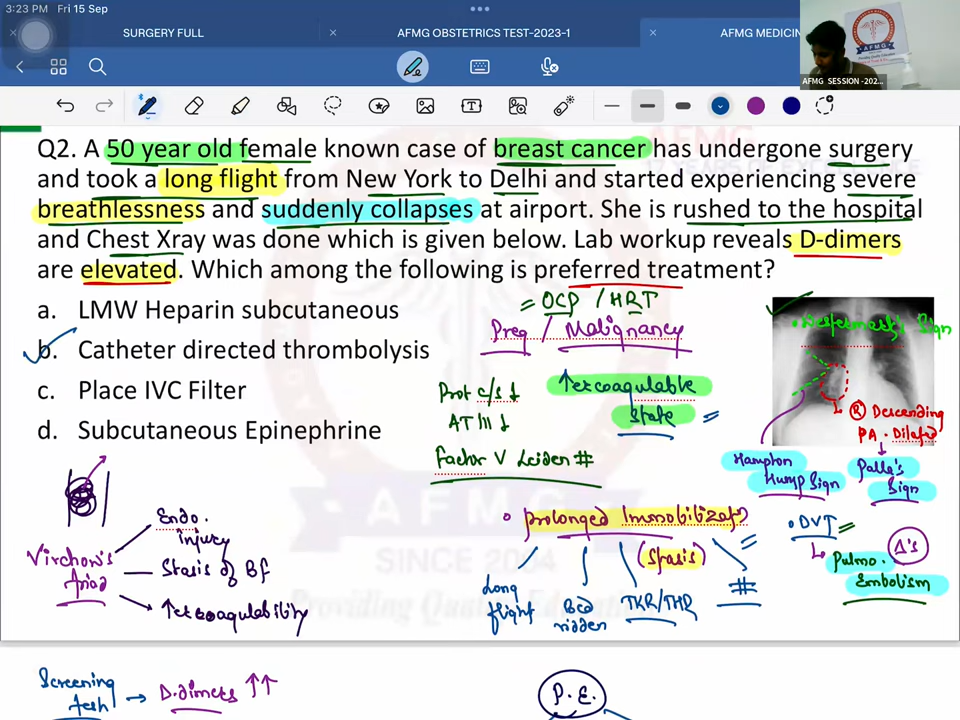 3:23 PM Fri 15 Sep
SURGERY FULL
AFMG OBSTETRICS TEST-2023-1
AFMG MEDICIN
AFMG SESSION -202...
AFMG
Q2. A 50 year old female known case of breast cancer has undergone surgery
and took a long flight from New York to Delhi and started experiencing severe
breathlessness and suddenly collapses at airport. She is rushed to the hospital
and Chest Xray was done which is given below. Lab workup reveals D-dimers
are elevated. Which among the following is preferred treatment?
a. LMW Heparin subcutaneous
b. Catheter directed thrombolysis
c. Place IVC Filter
d. Subcutaneous Epinephrine
= OCP / HRT
Preg / Malignancy
↑ercoagulable
State =
Prot c/s ↓
AT III ↓
Factor V Leiden #
Sign
R Descending
PA. Dilated
Hampton
Hump Sign
Palla's
Sign
Virchow's
Endo.
injury
Stasis of BF
↑ercoagulability
• Prolonged
(Stasis)
Long
flight
Bed
ridden
TKR/THR
#
• DVT =
Pulmo.
Embolism
Δ's
AFMG
SINCE 2004
Screening
D.dimers ↑↑
P.E.